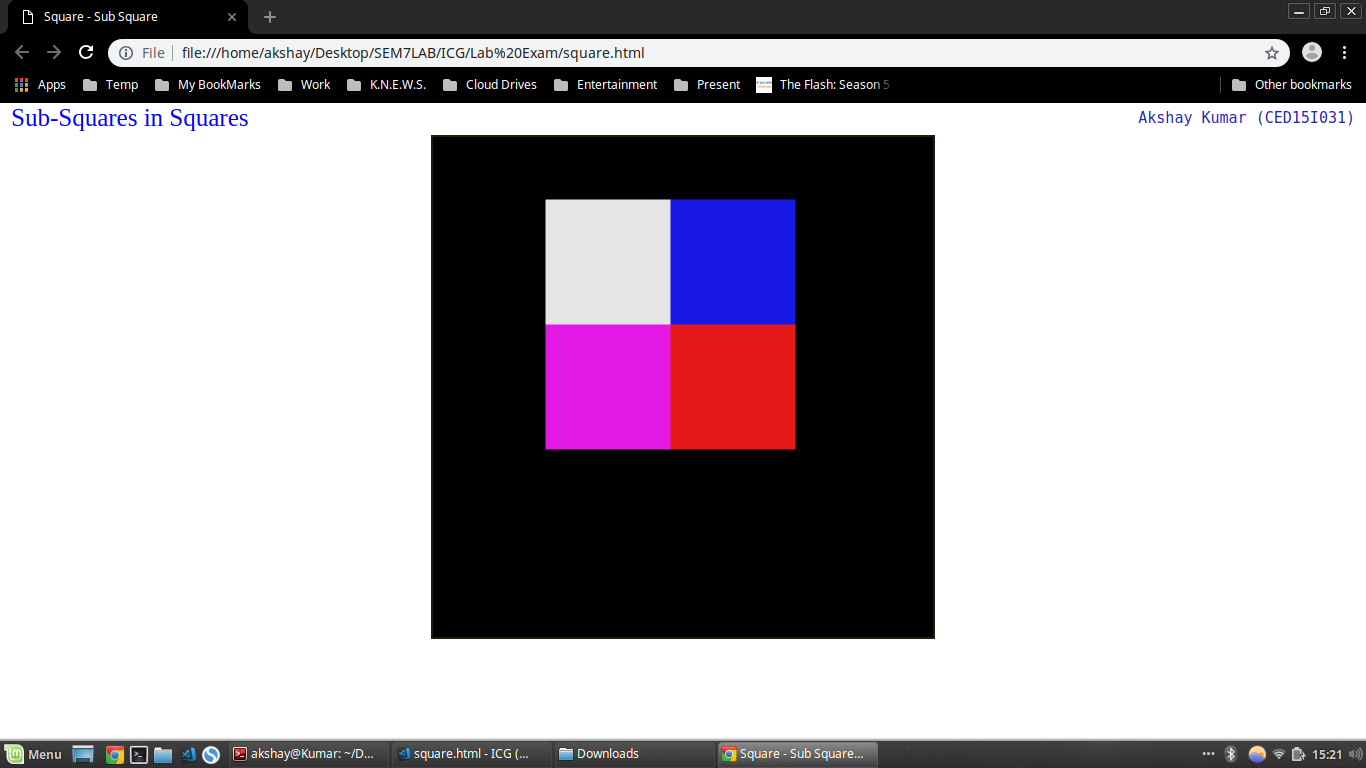 Square - Sub Square
File
file:///home/akshay/Desktop/SEM7LAB/ICG/Lab%20Exam/square.html
Apps Temp My BookMarks Work K.N.E.W.S. Cloud Drives Entertainment Present The Flash: Season 5 Other bookmarks
Sub-Squares in Squares
Akshay Kumar (CED15I031)
Menu akshay@Kumar: ~/D... square.html - ICG (... Downloads Square - Sub Square... 15:21